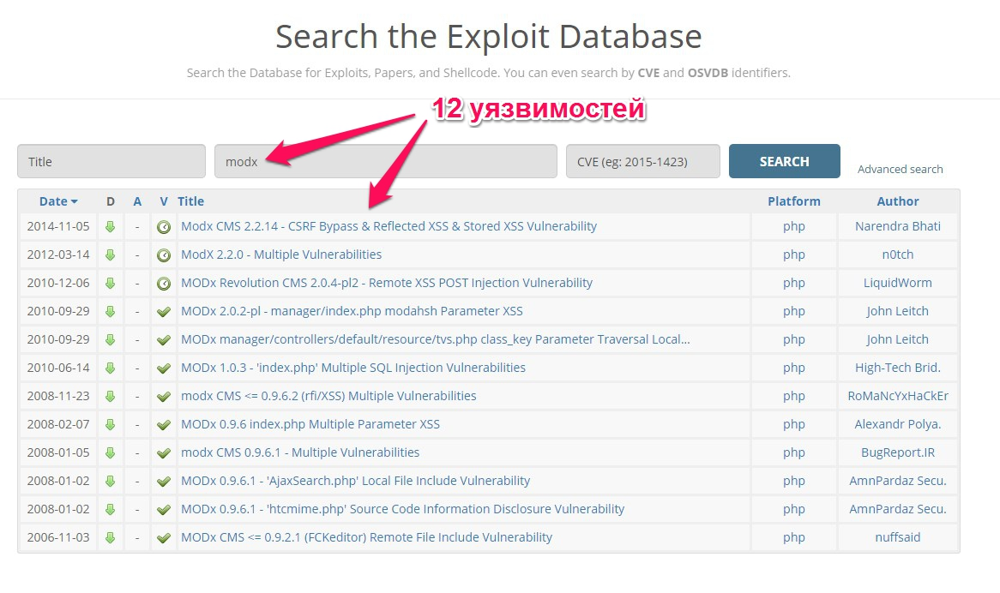 Search the Exploit Database
Search the Database for Exploits, Papers, and Shellcode. You can even search by CVE and OSVDB identifiers.
12 уязвимостей
Title modx CVE (eg: 2015-1423) SEARCH Advanced search
Date D A V Title Platform Author
2014-11-05 - Modx CMS 2.2.14 - CSRF Bypass & Reflected XSS & Stored XSS Vulnerability php Narendra Bhati
2012-03-14 - ModX 2.2.0 - Multiple Vulnerabilities php n0tch
2010-12-06 - MODx Revolution CMS 2.0.4-pl2 - Remote XSS POST Injection Vulnerability php LiquidWorm
2010-09-29 - MODx 2.0.2-pl - manager/index.php modahsh Parameter XSS php John Leitch
2010-09-29 - MODx manager/controllers/default/resource/tvs.php class_key Parameter Traversal Local... php John Leitch
2010-06-14 - MODx 1.0.3 - 'index.php' Multiple SQL Injection Vulnerabilities php High-Tech Brid.
2008-11-23 - modx CMS <= 0.9.6.2 (rfi/XSS) Multiple Vulnerabilities php RoMaNcYxHaCkEr
2008-02-07 - MODx 0.9.6 index.php Multiple Parameter XSS php Alexandr Polya.
2008-01-05 - modx CMS 0.9.6.1 - Multiple Vulnerabilities php BugReport.IR
2008-01-02 - MODx 0.9.6.1 - 'AjaxSearch.php' Local File Include Vulnerability php AmnPardaz Secu.
2008-01-02 - MODx 0.9.6.1 - 'htcmime.php' Source Code Information Disclosure Vulnerability php AmnPardaz Secu.
2006-11-03 - MODx CMS <= 0.9.2.1 (FCKeditor) Remote File Include Vulnerability php nuffsaid